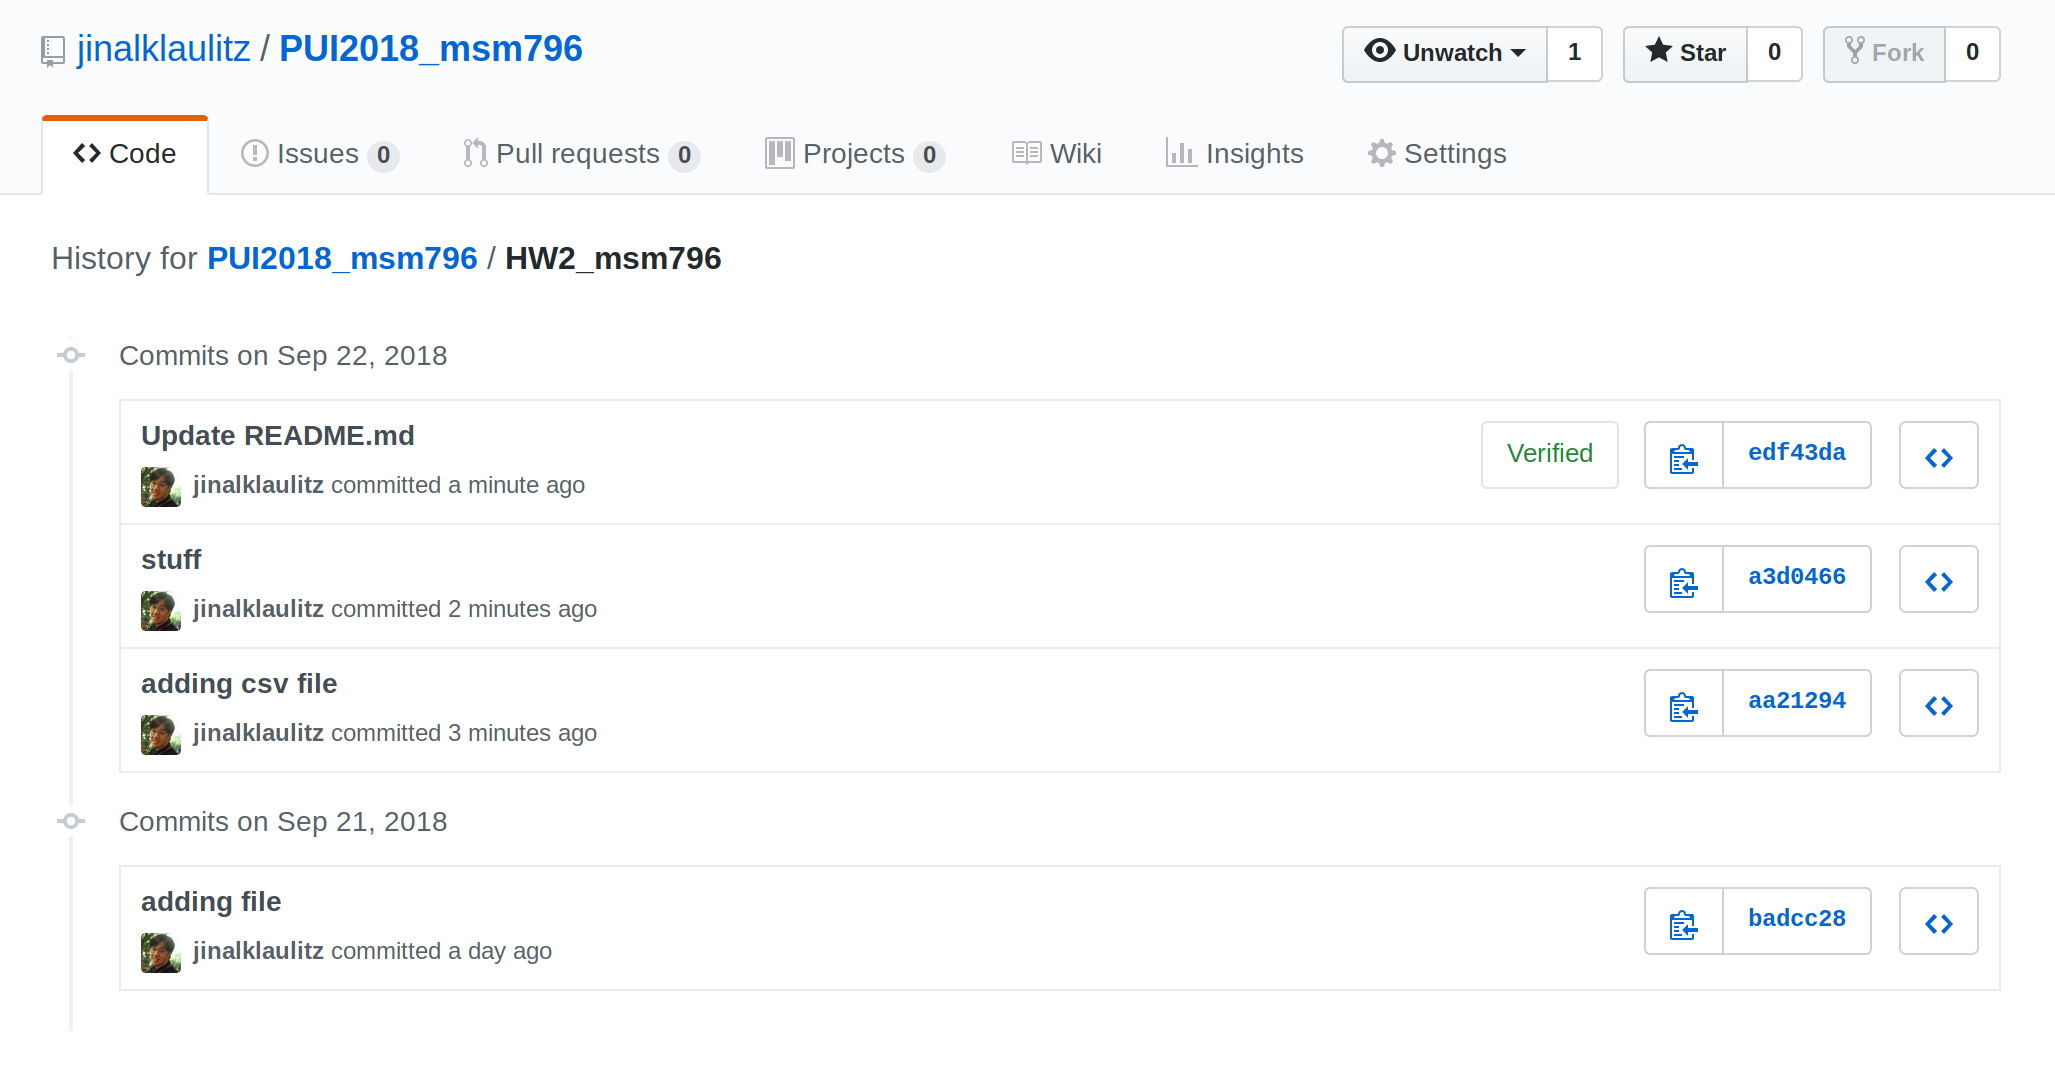 jinalklaulitz / PUI2018_msm796
Unwatch 1 Star 0 Fork 0
Code Issues 0 Pull requests 0 Projects 0 Wiki Insights Settings
History for PUI2018_msm796 / HW2_msm796
Commits on Sep 22, 2018
Update README.md
Verified edf43da
jinalklaulitz committed a minute ago
stuff
a3d0466
jinalklaulitz committed 2 minutes ago
adding csv file
aa21294
jinalklaulitz committed 3 minutes ago
Commits on Sep 21, 2018
adding file
badcc28
jinalklaulitz committed a day ago